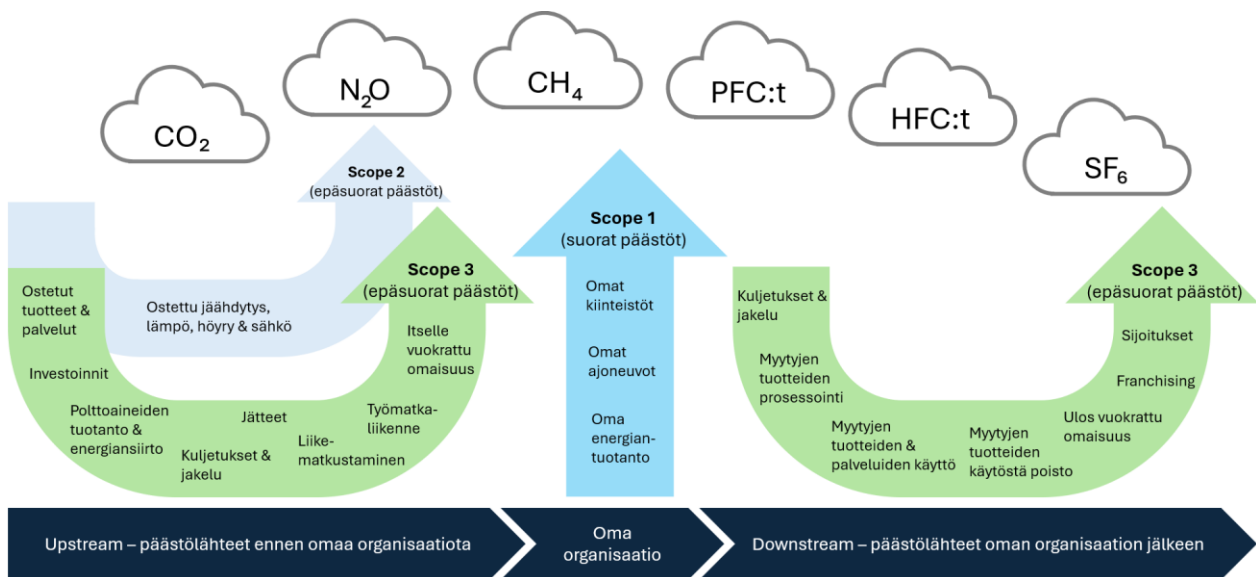 CO₂
N₂O
CH₄
PFC:t
HFC:t
SF₆
Scope 2
(epäsuorat päästöt)
Ostettu jäähdytys,
lämpö, höyry & sähkö
Scope 3
(epäsuorat päästöt)
Ostetut
tuotteet &
palvelut
Investoinnit
Polttoaineiden
tuotanto &
energiansiirto
Kuljetukset &
jakelu
Jätteet
Liike-
matkustaminen
Työmatka-
liikenne
Itselle
vuokrattu
omaisuus
Scope 1
(suorat päästöt)
Omat
kiinteistöt
Omat
ajoneuvot
Oma
energian-
tuotanto
Scope 3
(epäsuorat päästöt)
Kuljetukset &
jakelu
Myytyjen
tuotteiden
prosessointi
Myytyjen
tuotteiden &
palveluiden käyttö
Myytyjen
tuotteiden
käytöstä poisto
Ulos vuokrattu
omaisuus
Franchising
Sijoitukset
Upstream – päästölähteet ennen omaa organisaatiota
Oma
organisaatio
Downstream – päästölähteet oman organisaation jälkeen